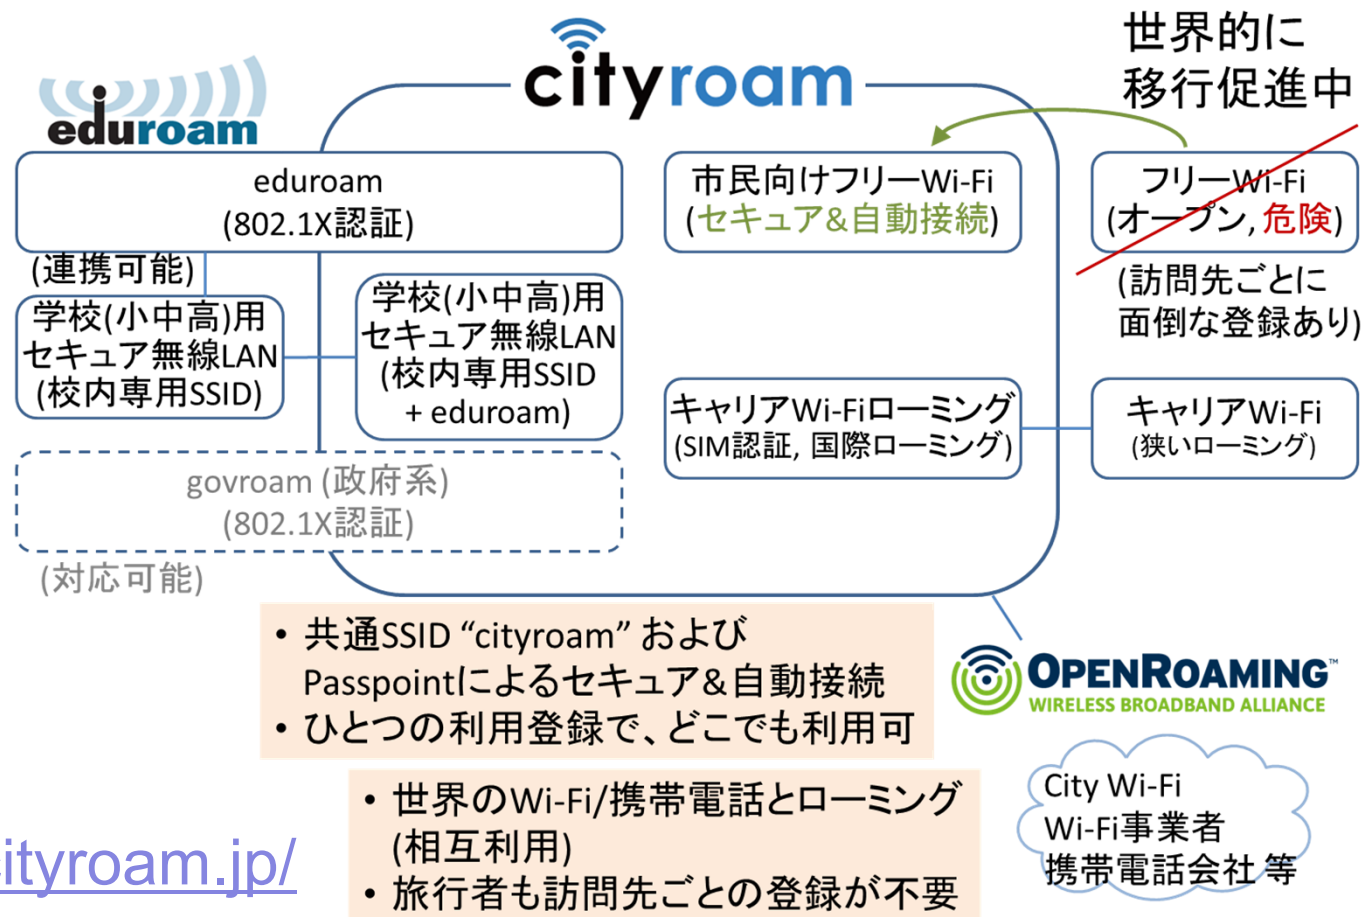 cityroam
世界的に
移行促進中
eduroam
eduroam
(802.1X認証)
(連携可能)
学校(小中高)用
セキュア無線LAN
(校内専用SSID)
学校(小中高)用
セキュア無線LAN
(校内専用SSID
+ eduroam)
govroam (政府系)
(802.1X認証)
(対応可能)
市民向けフリーWi-Fi
(セキュア&自動接続)
フリーWi-Fi
(オープン, 危険)
(訪問先ごとに
面倒な登録あり)
キャリアWi-Fiローミング
(SIM認証, 国際ローミング)
キャリアWi-Fi
(狭いローミング)
• 共通SSID “cityroam” および
Passpointによるセキュア&自動接続
• ひとつの利用登録で、どこでも利用可
OPENROAMING™
WIRELESS BROADBAND ALLIANCE
• 世界のWi-Fi/携帯電話とローミング
(相互利用)
• 旅行者も訪問先ごとの登録が不要
City Wi-Fi
Wi-Fi事業者
携帯電話会社 等
ityroam.jp/